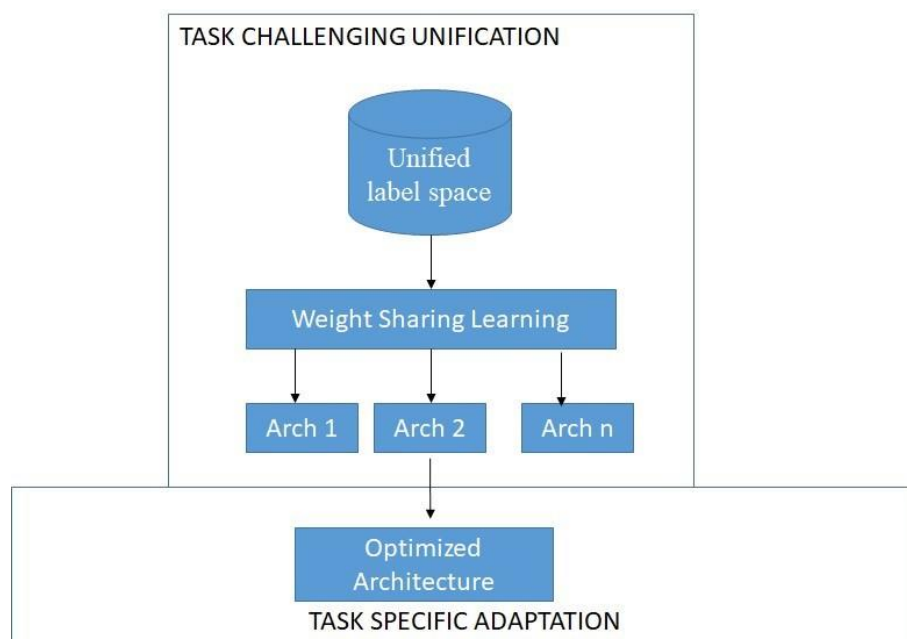 TASK CHALLENGING UNIFICATION
Unified
label space
Weight Sharing Learning
Arch 1
Arch 2
Arch n
Optimized
Architecture
TASK SPECIFIC ADAPTATION